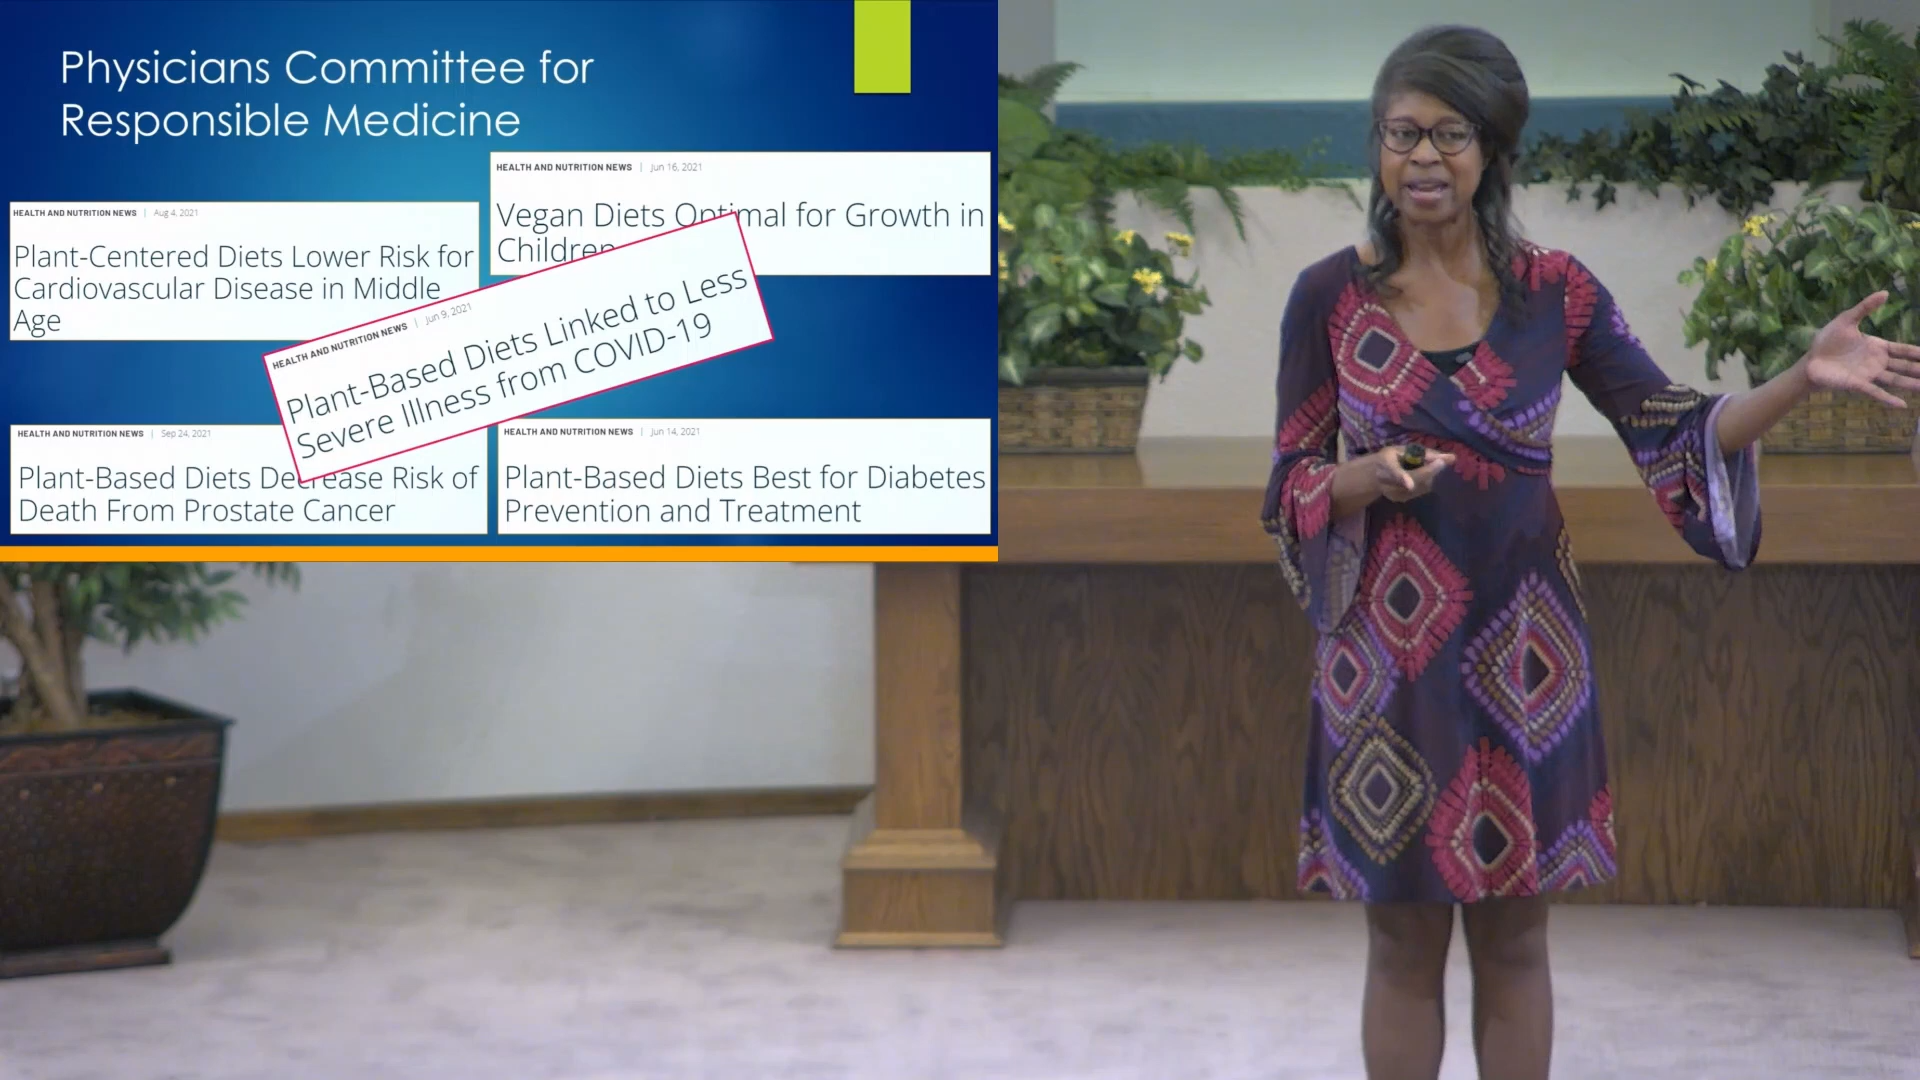 Physicians Committee for
Responsible Medicine
HEALTH AND NUTRITION NEWS | Jun 16, 2021
Vegan Diets Optimal for Growth in
Children
HEALTH AND NUTRITION NEWS | Aug 4, 2021
Plant-Centered Diets Lower Risk for
Cardiovascular Disease in Middle
Age
HEALTH AND NUTRITION NEWS | Jun 9, 2021
Plant-Based Diets Linked to Less
Severe Illness from COVID-19
HEALTH AND NUTRITION NEWS | Sep 24, 2021
Plant-Based Diets Decrease Risk of
Death From Prostate Cancer
HEALTH AND NUTRITION NEWS | Jun 14, 2021
Plant-Based Diets Best for Diabetes
Prevention and Treatment